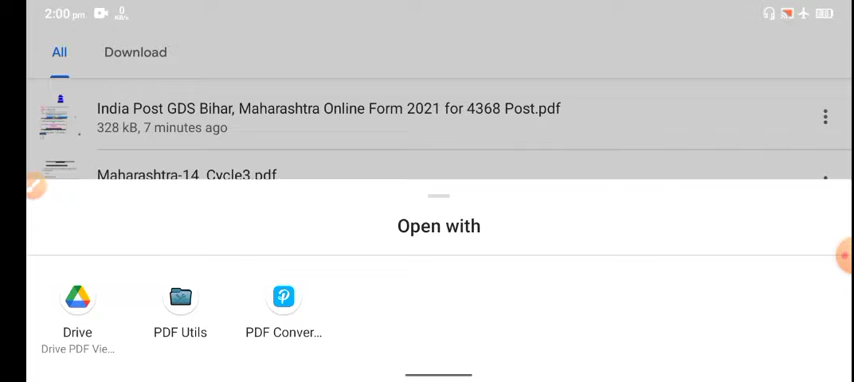 2:00 pm 0 KB/s
All Download
India Post GDS Bihar, Maharashtra Online Form 2021 for 4368 Post.pdf
328 kB, 7 minutes ago
Maharashtra-14_Cycle3.pdf
Open with
Drive PDF Utils PDF Conver...
Drive PDF Vie...